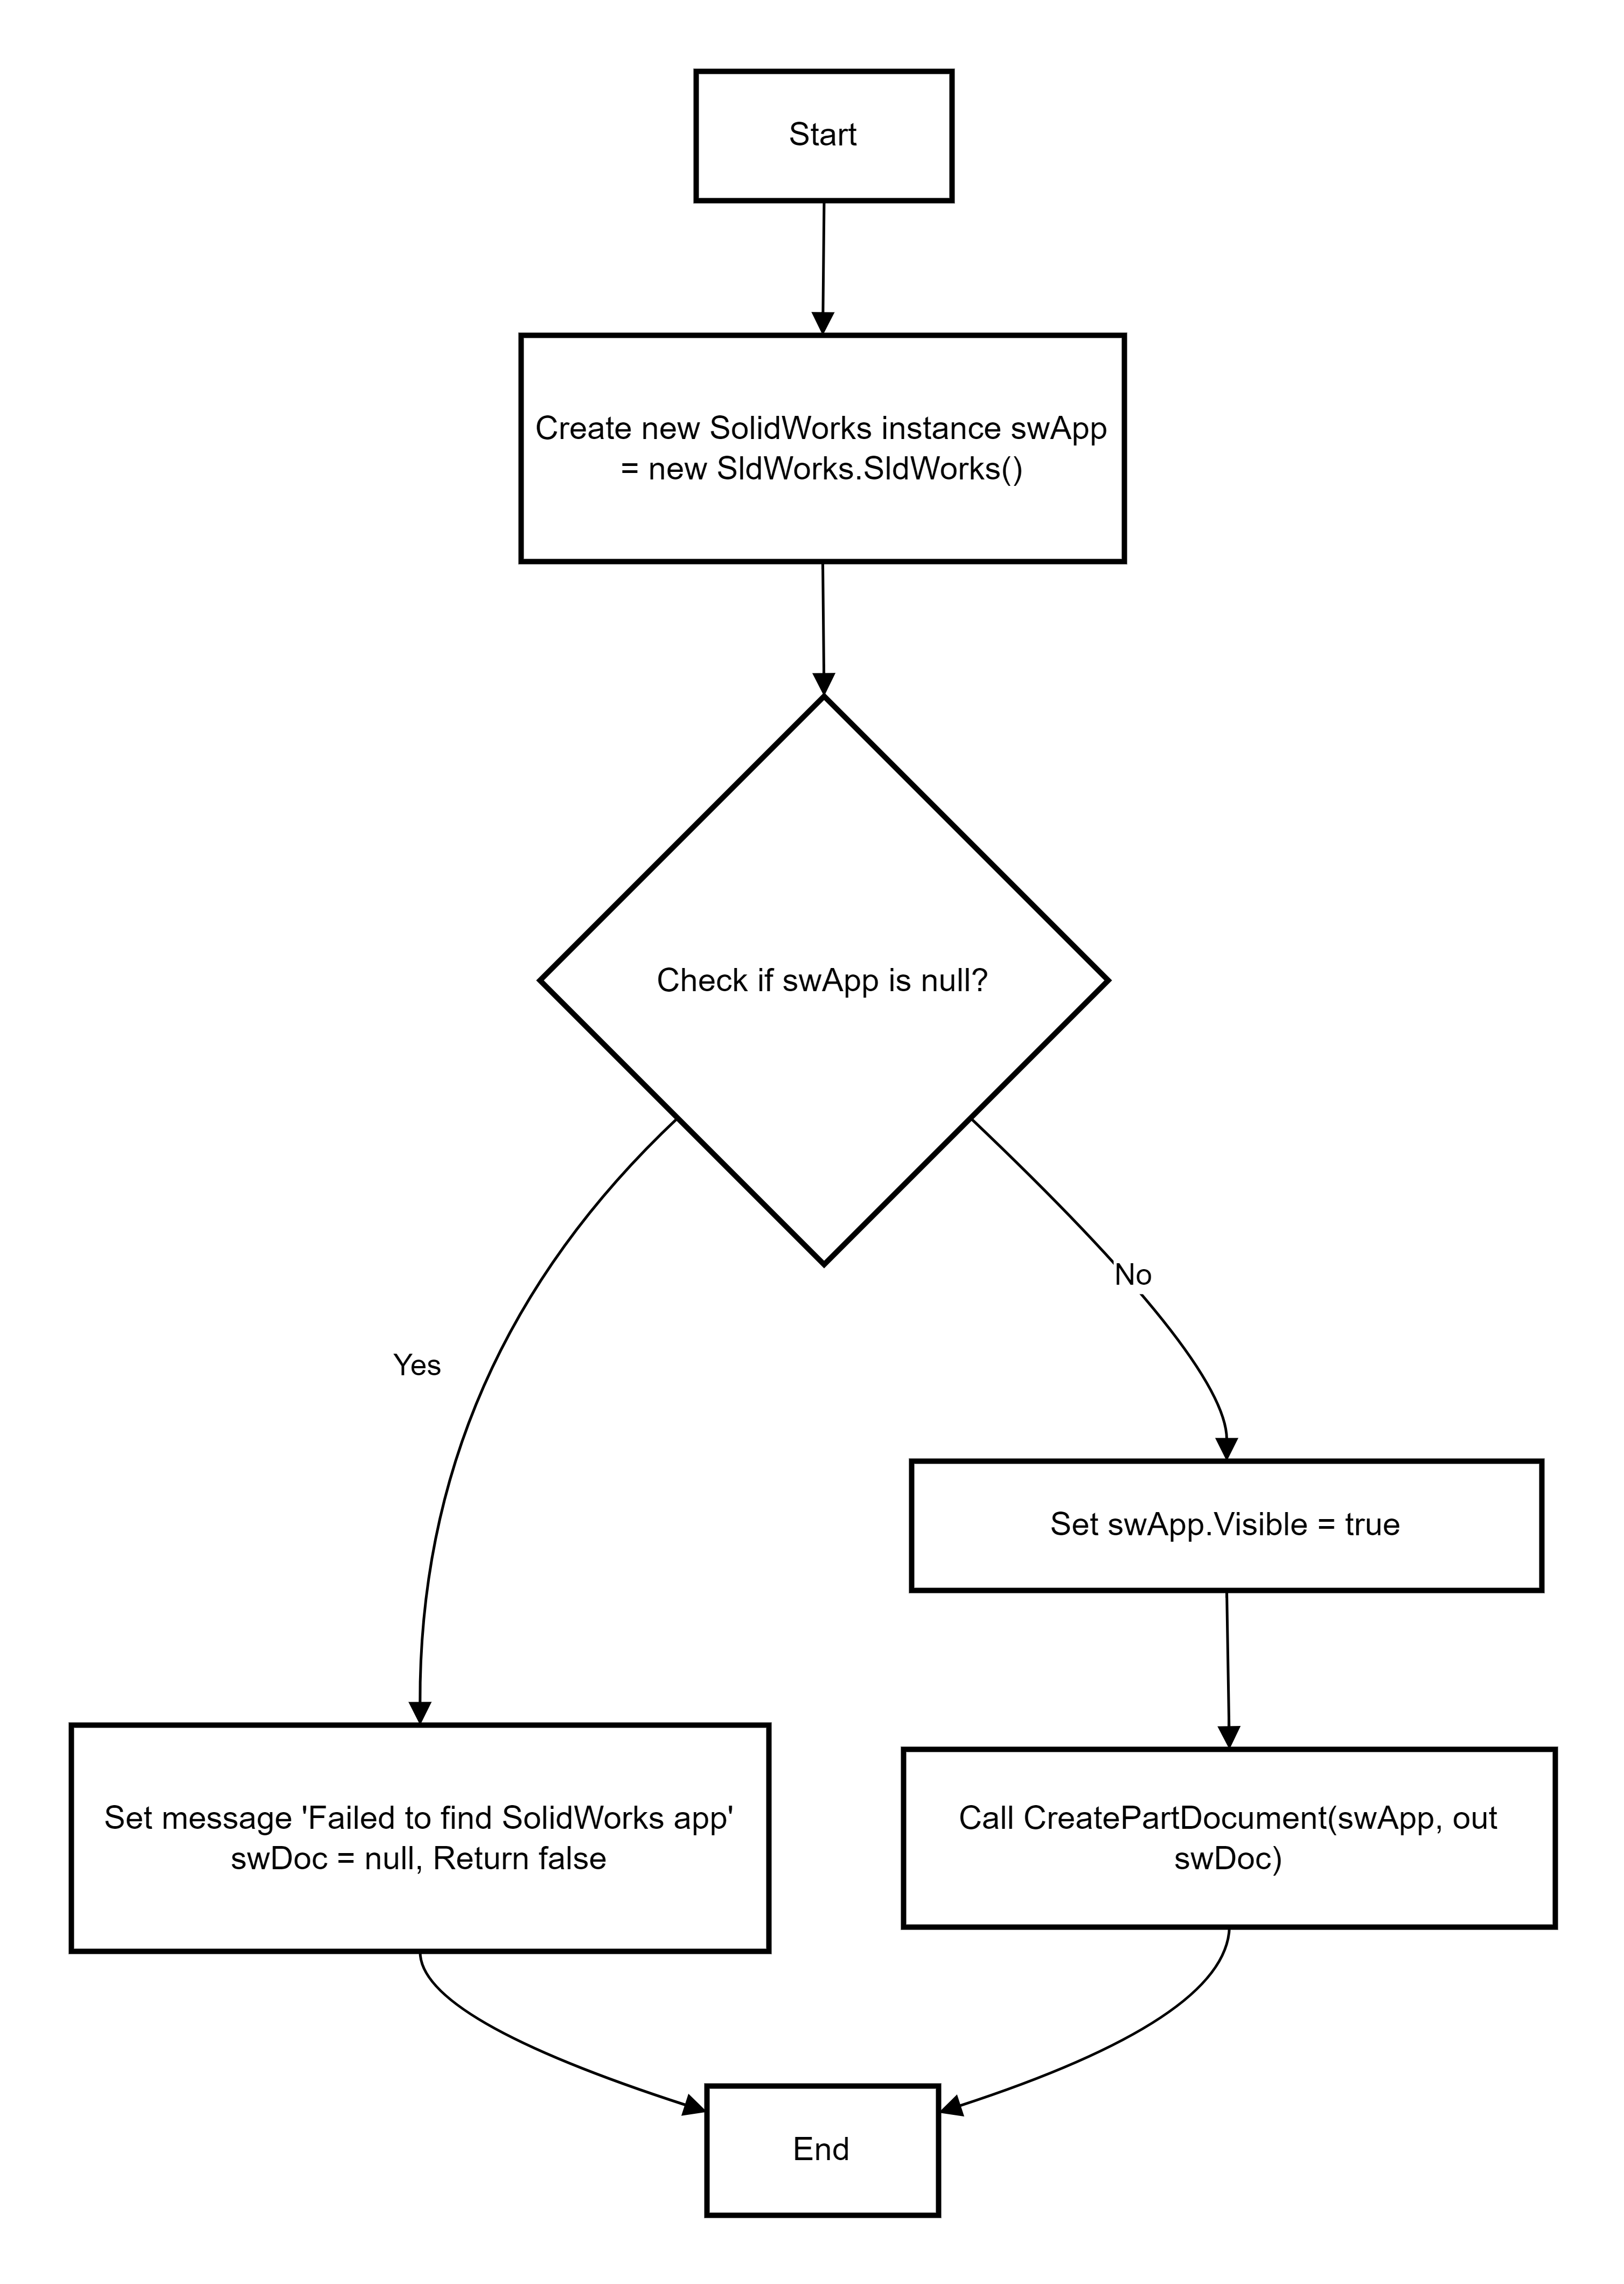 Start
Create new SolidWorks instance swApp
= new SldWorks.SldWorks()
Check if swApp is null?
No
Yes
Set swApp.Visible = true
Set message 'Failed to find SolidWorks app'
swDoc = null, Return false
Call CreatePartDocument(swApp, out
swDoc)
End